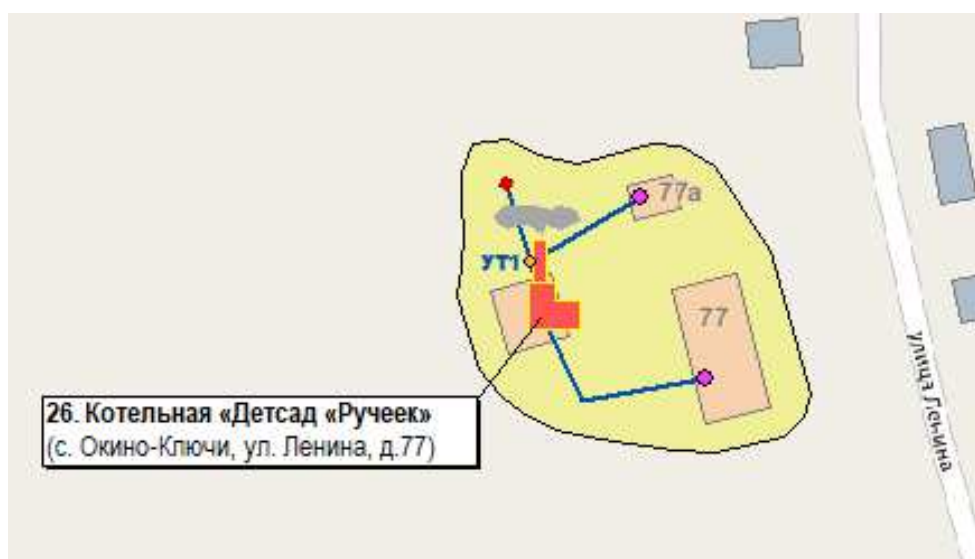 77а
УТ1
77
улица Ленина
26. Котельная «Детсад «Ручеек»
(с. Окино-Ключи, ул. Ленина, д.77)